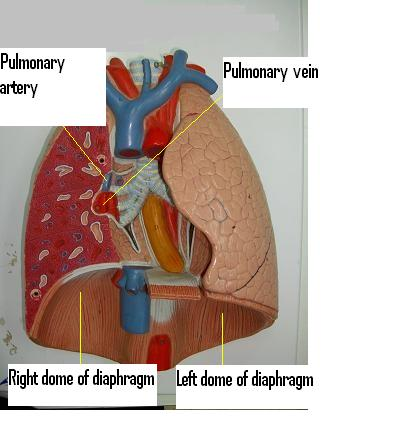 Pulmonary
artery
Pulmonary vein
Right dome of diaphragm
Left dome of diaphragm